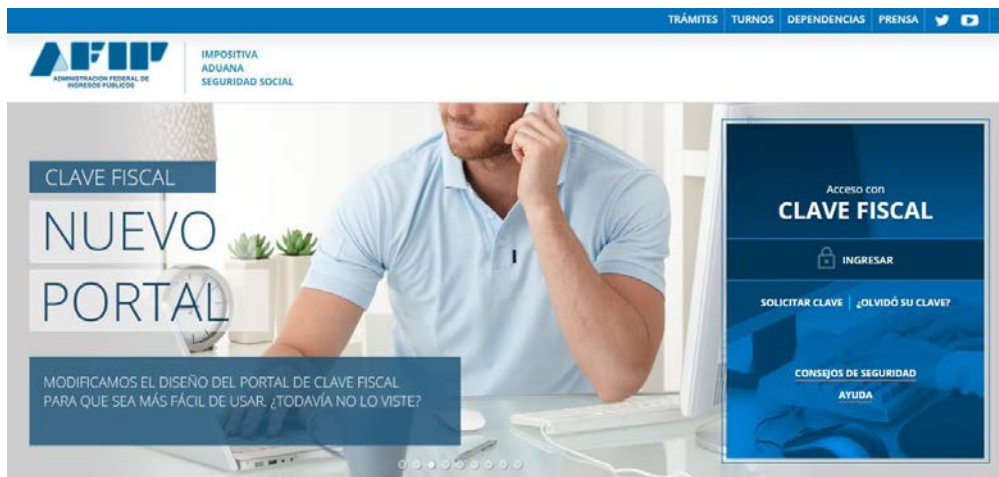 TRÁMITES TURNOS DEPENDENCIAS PRENSA
AFIP
ADMINISTRACIÓN FEDERAL DE
INGRESOS PÚBLICOS
IMPOSITIVA
ADUANA
SEGURIDAD SOCIAL
CLAVE FISCAL
NUEVO
PORTAL
MODIFICAMOS EL DISEÑO DEL PORTAL DE CLAVE FISCAL
PARA QUE SEA MÁS FÁCIL DE USAR. ¿TODAVÍA NO LO VISTE?
Acceso con
CLAVE FISCAL
INGRESAR
SOLICITAR CLAVE ¿OLVIDÓ SU CLAVE?
CONSEJOS DE SEGURIDAD
AYUDA